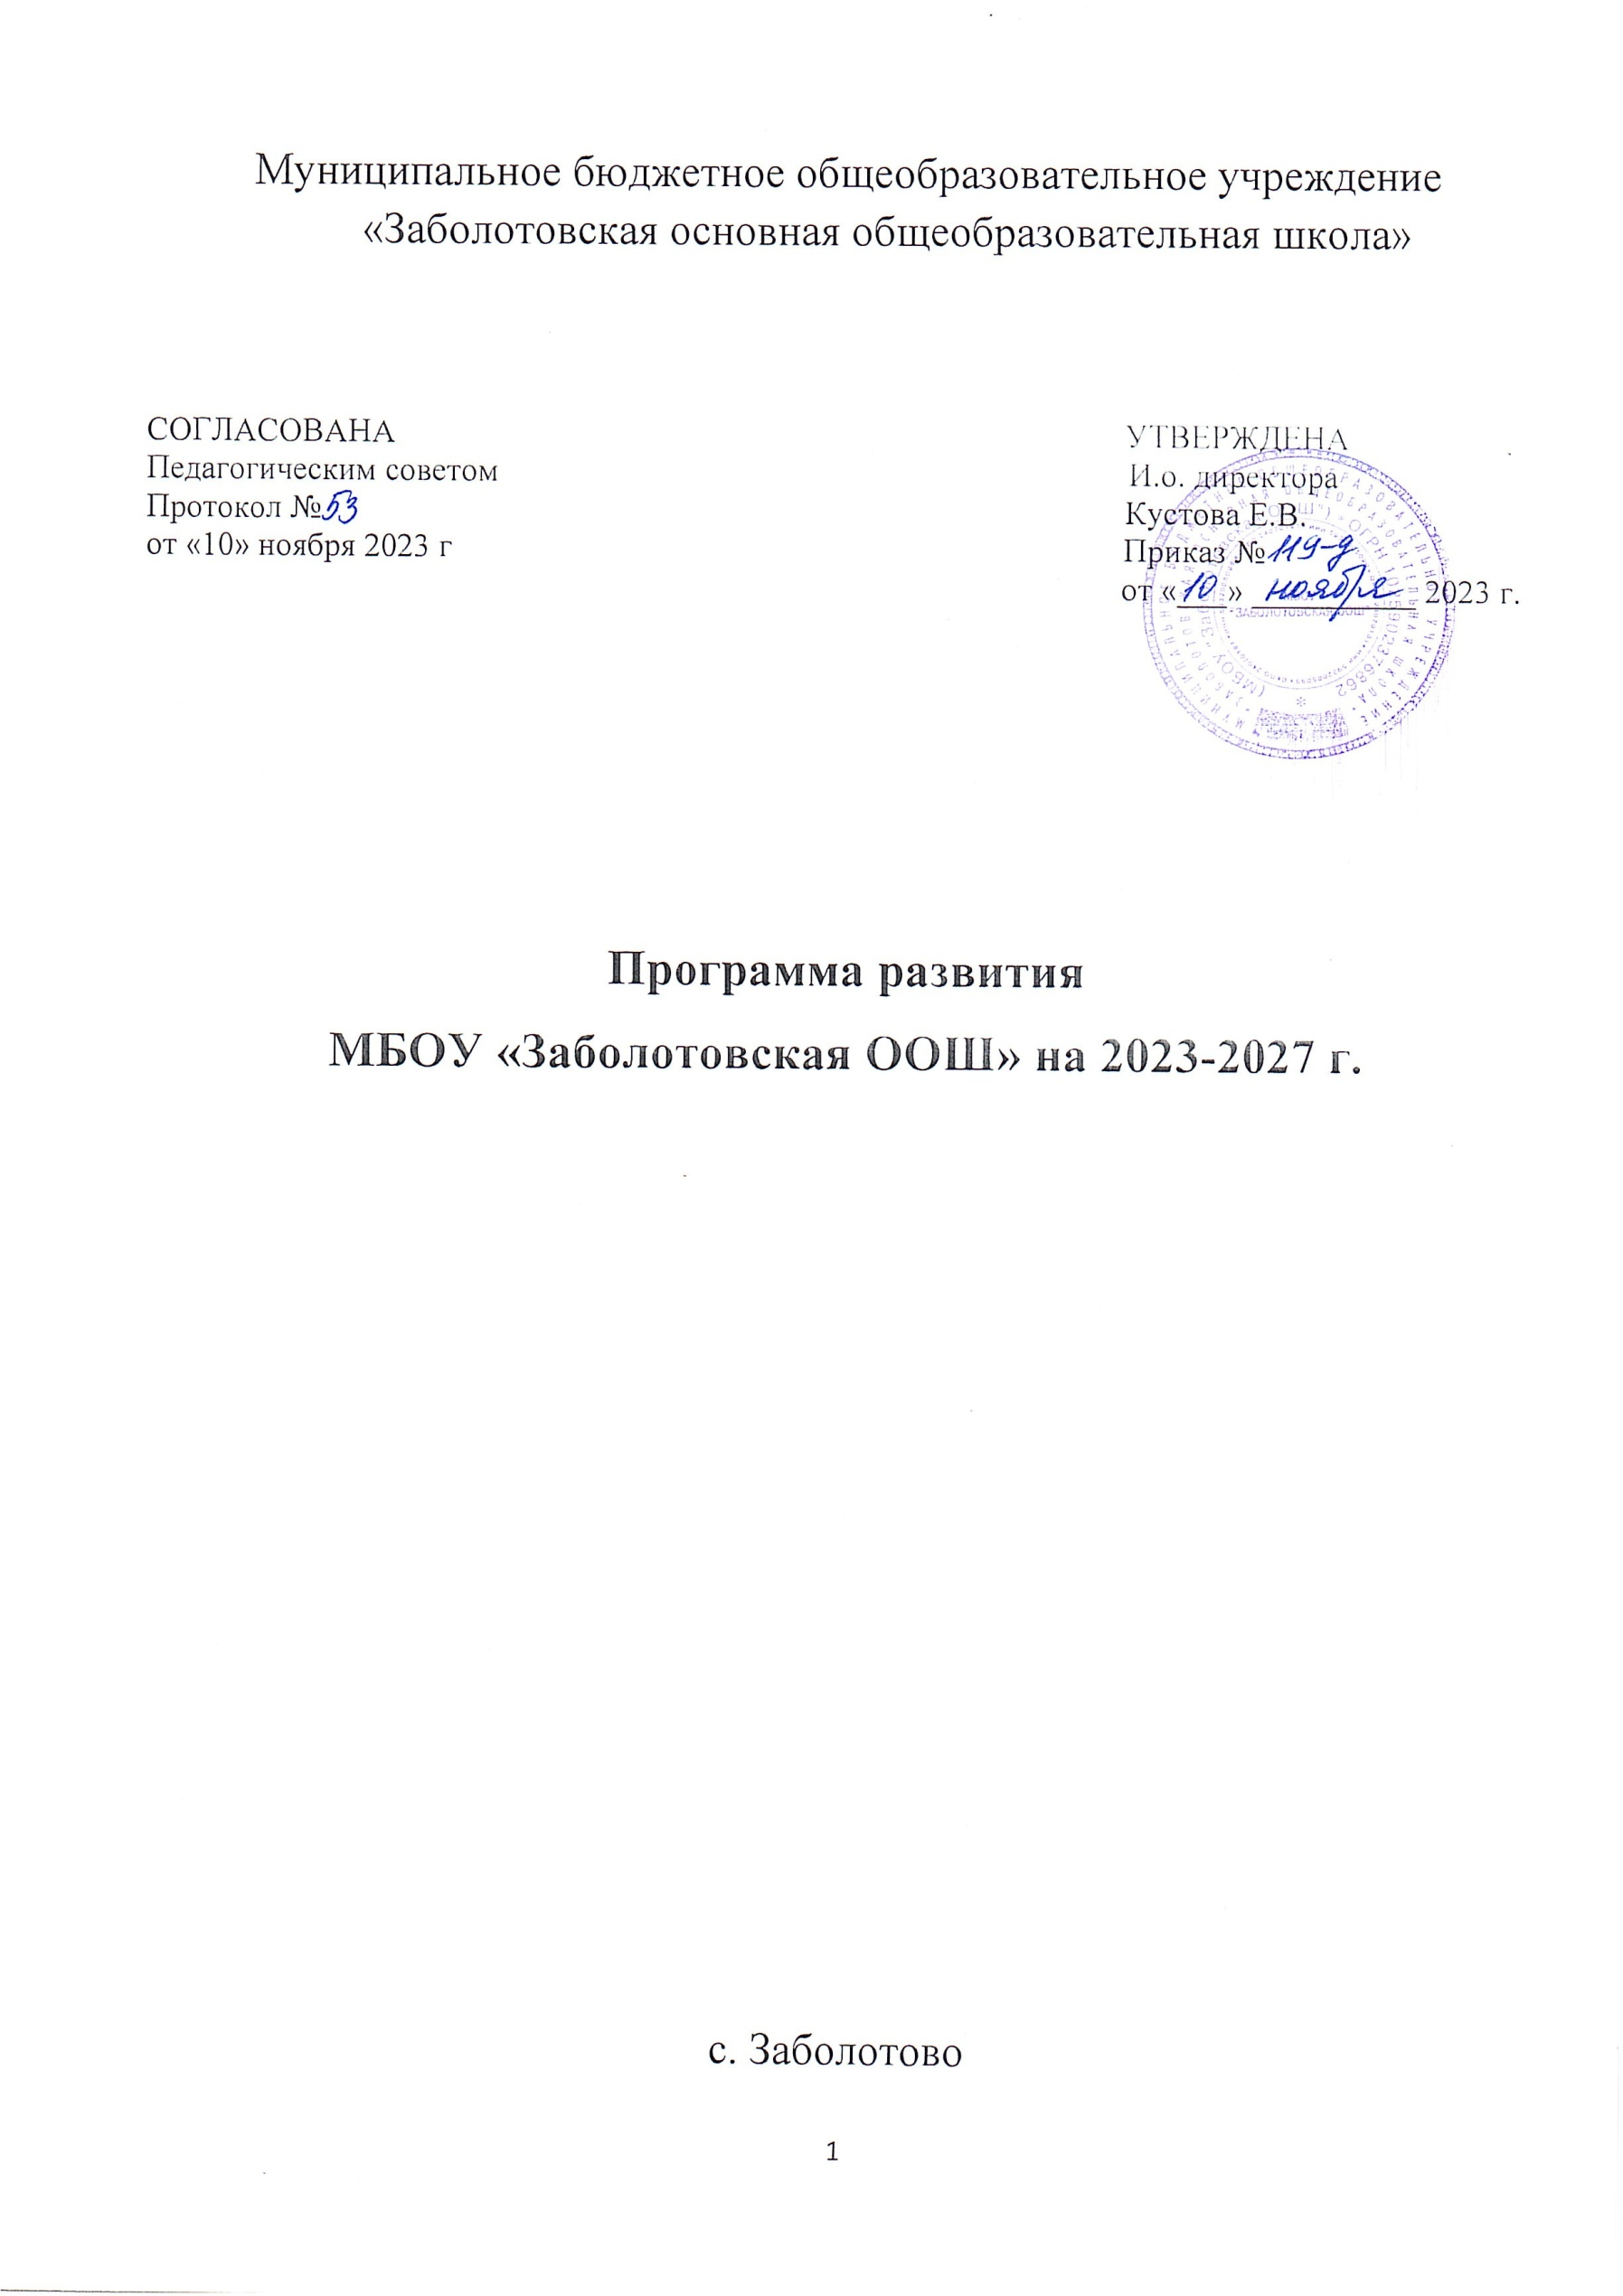 Муниципальное бюджетное общеобразовательное учреждение
«Заболотовская основная общеобразовательная школа»
СОГЛАСОВАНА
Педагогическим советом
Протокол №53
от «10» ноября 2023 г
УТВЕРЖДЕНА
И.о. директора
Кустова Е.В.
Приказ №119-д
от «10» ноября 2023 г.
Программа развития
МБОУ «Заболотовская ООШ» на 2023-2027 г.
с. Заболотово
1